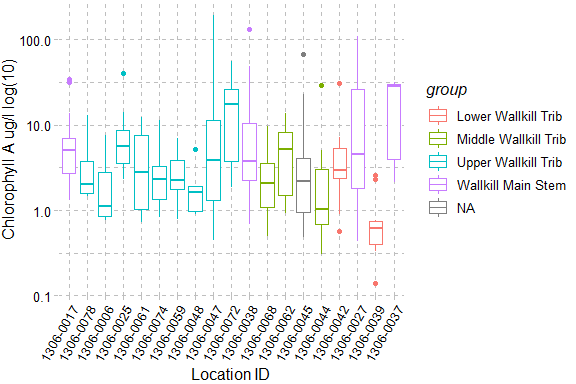 100.0
10.0
1.0
0.1
Chlorophyll A ug/l log(10)
1306-0017
1306-0078
1306-0006
1306-0025
1306-0061
1306-0074
1306-0059
1306-0048
1306-0047
1306-0072
1306-0038
1306-0068
1306-0062
1306-0045
1306-0044
1306-0042
1306-0027
1306-0039
1306-0037
Location ID
group
Lower Wallkill Trib
Middle Wallkill Trib
Upper Wallkill Trib
Wallkill Main Stem
NA